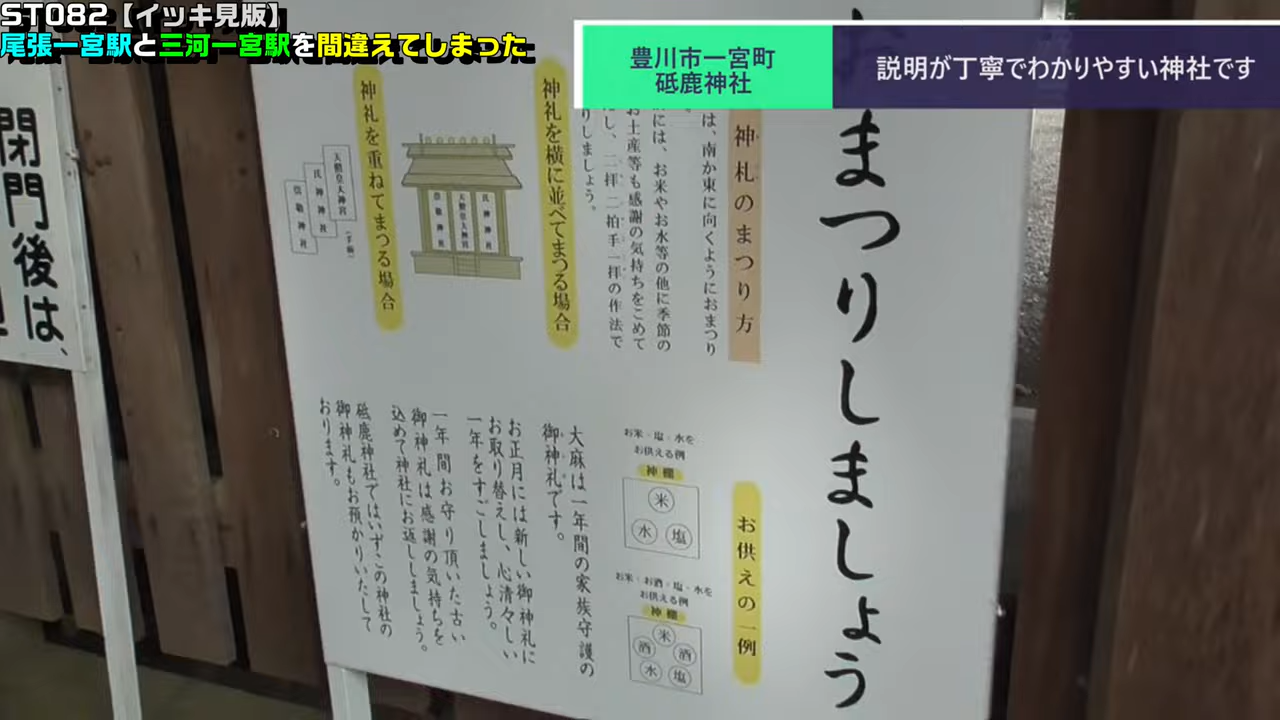 ST082【イッキ見版】
尾張一宮駅と三河一宮駅を間違えてしまった
豊川市一宮町
砥鹿神社
説明が丁寧でわかりやすい神社です
まつりしましょう
神札のまつり方
は、南か東に向くようにおまつり
には、お米やお水等の他に季節の
お土産等も感謝の気持ちをこめて
し、二拝二拍手一拝の作法で
りしましょう。
神札を横に並べてまつる場合
氏神神社
天照皇大神宮
崇敬神社
神札を重ねてまつる場合
天照皇大神宮
(手前)
氏神神社
崇敬神社
お供えの一例
お米・塩・水を
お供える例
神棚
米
水
塩
お米・お酒・塩・水を
お供える例
神棚
米
酒
酒
水
塩
大麻は一年間の家族守護の
御神札です。
お正月には新しい御神札に
お取り替えし、心清々しい
一年をすごしましょう。
一年間お守り頂いた古い
御神札は感謝の気持ちを
込めて神社にお返ししましょう。
砥鹿神社ではいずこの神社の
御神札もお預かりいたして
おります。
閉門後は、